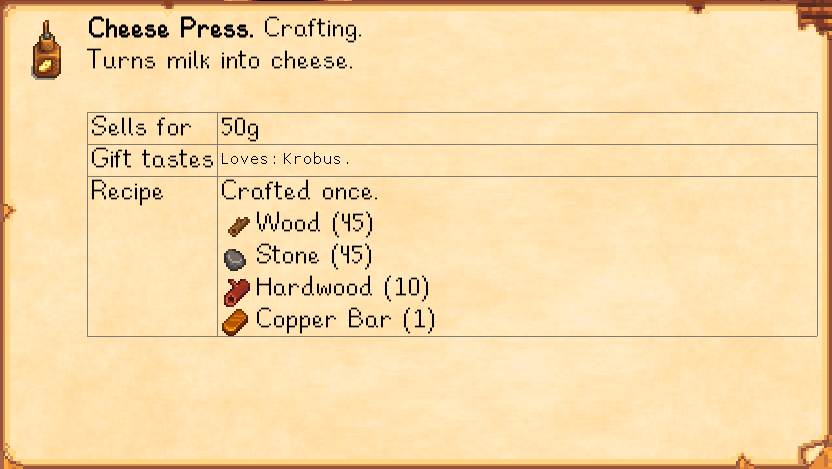 Cheese Press. Crafting.
Turns milk into cheese.
Sells for 50g
Gift tastes Loves: Krobus.
Recipe Crafted once.
Wood (45)
Stone (45)
Hardwood (10)
Copper Bar (1)